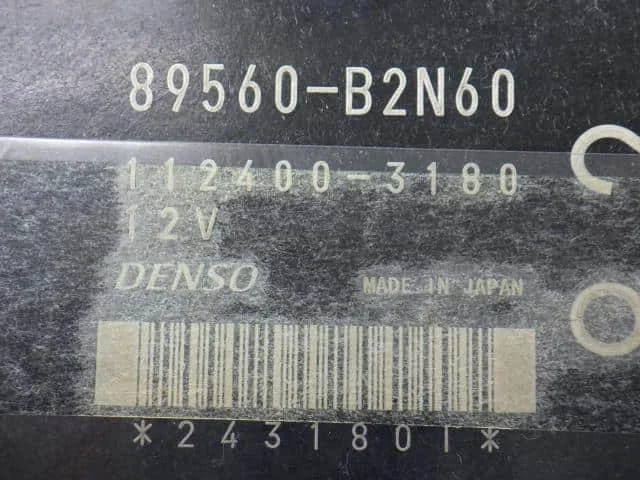 89560-B2N60
112400-3180
12V
DENSO MADE IN JAPAN
*2431801*